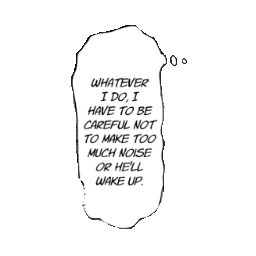 WHATEVER
I DO, I
HAVE TO BE
CAREFUL NOT
TO MAKE TOO
MUCH NOISE
OR HE'LL
WAKE UP.